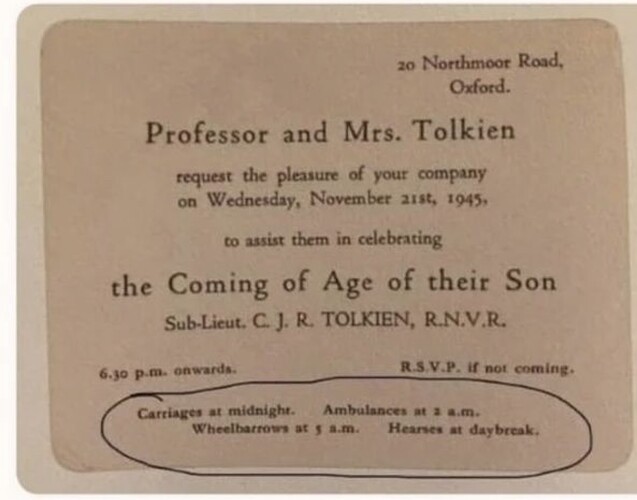 20 Northmoor Road,
Oxford.
Professor and Mrs. Tolkien
request the pleasure of your company
on Wednesday, November 21st, 1945,
to assist them in celebrating
the Coming of Age of their Son
Sub-Lieut. C. J. R. TOLKIEN, R.N.V.R.
6.30 p.m. onwards. R.S.V.P. if not coming.
Carriages at midnight. Ambulances at 2 a.m.
Wheelbarrows at 5 a.m. Hearses at daybreak.